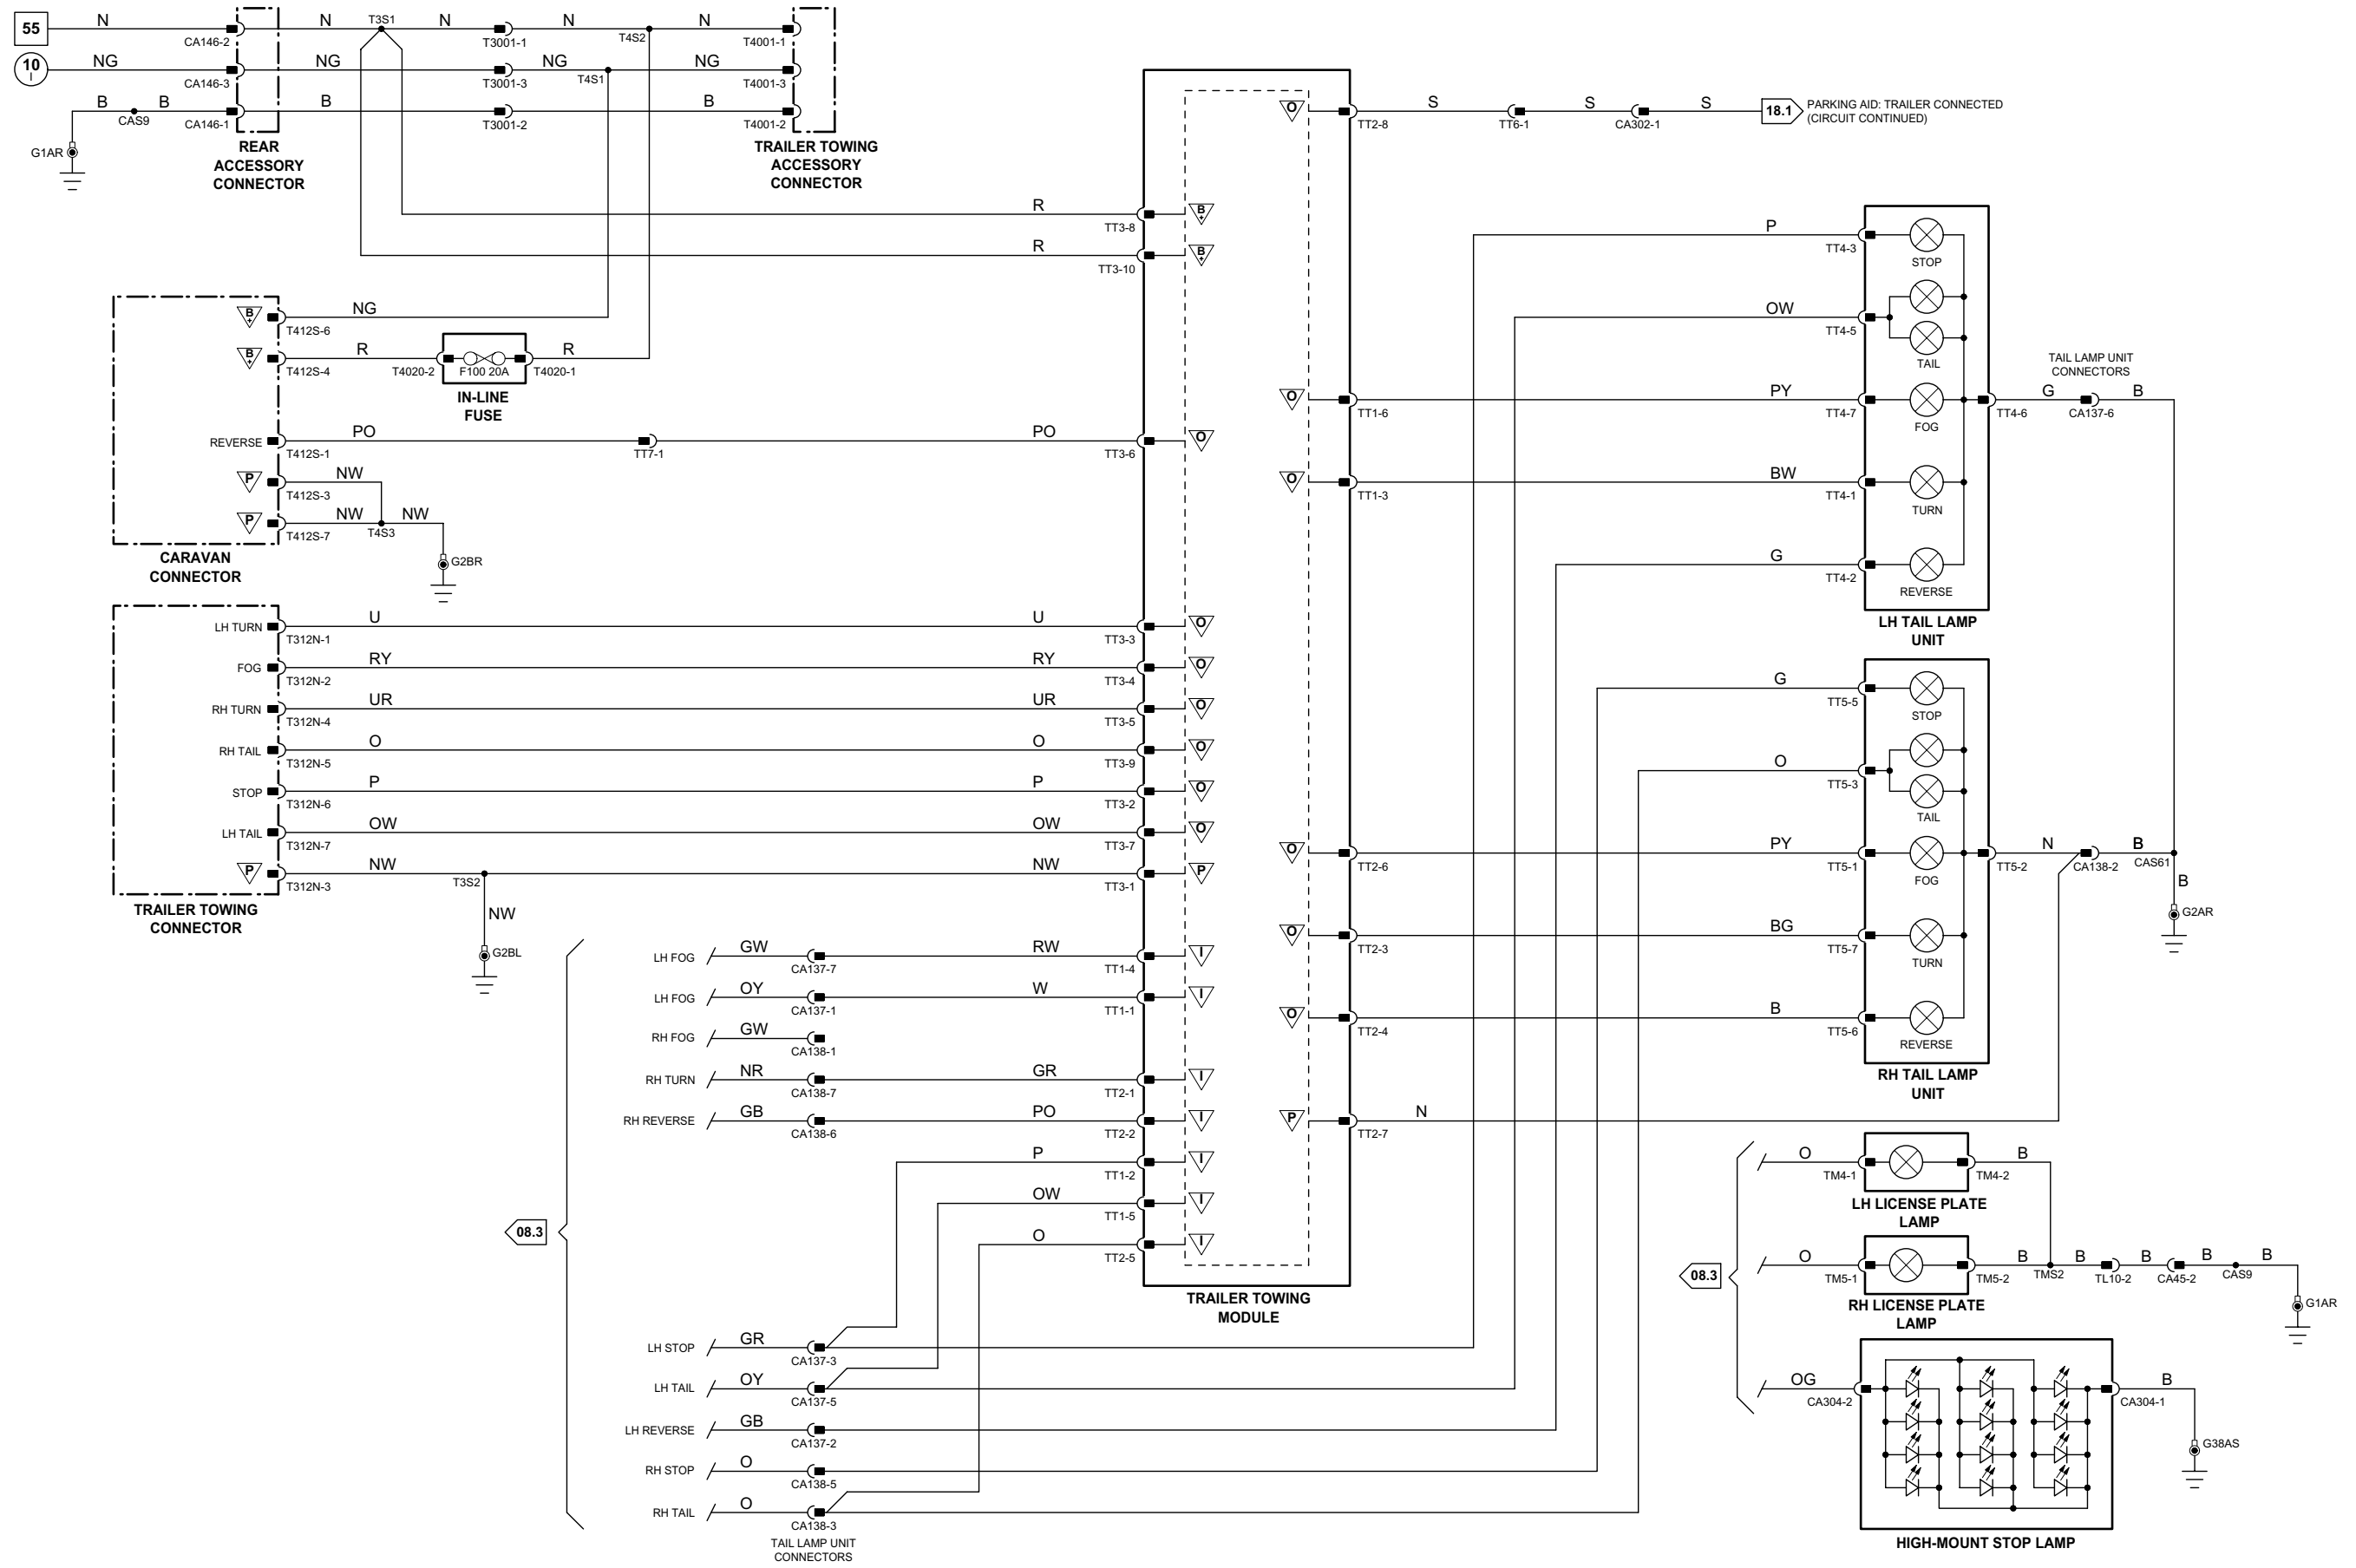 55
N
CA146-2
N
T3S1
N
T3001-1
N
T4S2
N
T4001-1
10
I
NG
CA146-3
NG
T3001-3
NG
T4S1
NG
T4001-3
B
CAS9
B
CA146-1
B
T3001-2
B
T4001-2
G1AR
REAR
ACCESSORY
CONNECTOR
TRAILER TOWING
ACCESSORY
CONNECTOR
R
TT3-8
B
+
R
TT3-10
B
+
B
+
T412S-6
NG
B
+
T412S-4
R
T4020-2
F100 20A
T4020-1
R
IN-LINE
FUSE
REVERSE
T412S-1
PO
TT7-1
PO
TT3-6
O
P
T412S-3
NW
P
T412S-7
NW
T4S3
NW
G2BR
CARAVAN
CONNECTOR
LH TURN
T312N-1
U
U
TT3-3
O
FOG
T312N-2
RY
RY
TT3-4
O
RH TURN
T312N-4
UR
UR
TT3-5
O
RH TAIL
T312N-5
O
O
TT3-9
O
STOP
T312N-6
P
P
TT3-2
O
LH TAIL
T312N-7
OW
OW
TT3-7
O
P
T312N-3
NW
T3S2
NW
TT3-1
P
NW
G2BL
TRAILER TOWING
CONNECTOR
08.3
LH FOG
GW
CA137-7
RW
TT1-4
I
LH FOG
OY
CA137-1
W
TT1-1
I
RH FOG
GW
CA138-1
RH TURN
NR
CA138-7
GR
TT2-1
I
RH REVERSE
GB
CA138-6
PO
TT2-2
I
P
TT1-2
I
OW
TT1-5
I
O
TT2-5
I
LH STOP
GR
CA137-3
LH TAIL
OY
CA137-5
LH REVERSE
GB
CA137-2
RH STOP
O
CA138-5
RH TAIL
O
CA138-3
TAIL LAMP UNIT
CONNECTORS
TRAILER TOWING
MODULE
O
TT2-8
S
TT6-1
S
CA302-1
S
18.1
PARKING AID: TRAILER CONNECTED
(CIRCUIT CONTINUED)
O
TT1-6
PY
O
TT1-3
BW
O
TT2-6
PY
O
TT2-3
BG
O
TT2-4
B
P
TT2-7
N
P
TT4-3
STOP
OW
TT4-5
TAIL
TT4-7
FOG
TT4-1
TURN
G
TT4-2
REVERSE
LH TAIL LAMP
UNIT
TT4-6
G
TAIL LAMP UNIT
CONNECTORS
CA137-6
B
G
TT5-5
STOP
O
TT5-3
TAIL
TT5-1
FOG
TT5-7
TURN
TT5-6
REVERSE
RH TAIL LAMP
UNIT
TT5-2
N
CA138-2
B
CAS61
B
G2AR
08.3
O
TM4-1
TM4-2
B
LH LICENSE PLATE
LAMP
O
TM5-1
TM5-2
B
TMS2
B
TL10-2
B
CA45-2
B
CAS9
B
G1AR
RH LICENSE PLATE
LAMP
OG
CA304-2
CA304-1
B
G38AS
HIGH-MOUNT STOP LAMP